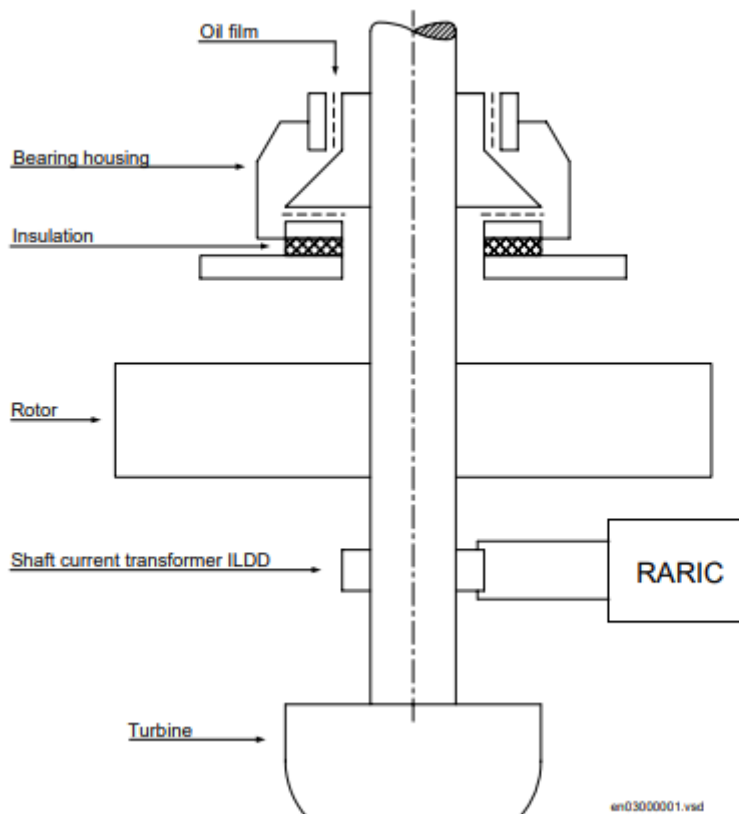 Oil film
Bearing housing
Insulation
Rotor
Shaft current transformer ILDD
RARIC
Turbine
en03000001.vsd